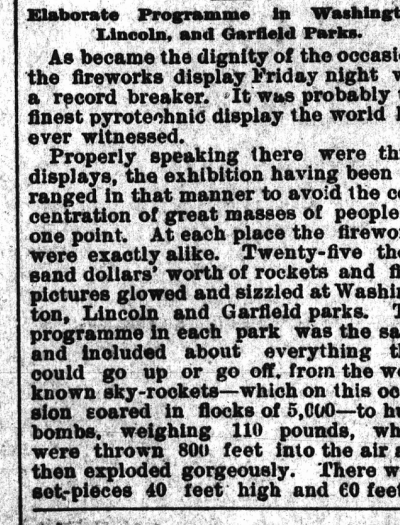 Elaborate Programme in Washingt
Lincoln, and Garfield Parks.
As became the dignity of the occasi
the fireworks display Friday night w
a record breaker. It was probably t
finest pyrotechnic display the world h
ever witnessed.
Properly speaking there were thr
displays, the exhibition having been
ranged in that manner to avoid the co
centration of great masses of people
one point. At each place the firewor
were exactly alike. Twenty-five tho
sand dollars' worth of rockets and fi
pictures glowed and sizzled at Washin
ton, Lincoln and Garfield parks. T
programme in each park was the sa
and included about everything th
could go up or go off, from the we
known sky-rockets—which on this oc
sion soared in flocks of 5,000—to hu
bombs, weighing 110 pounds, wh
were thrown 800 feet into the air a
then exploded gorgeously. There w
set-pieces 40 feet high and 60 feet